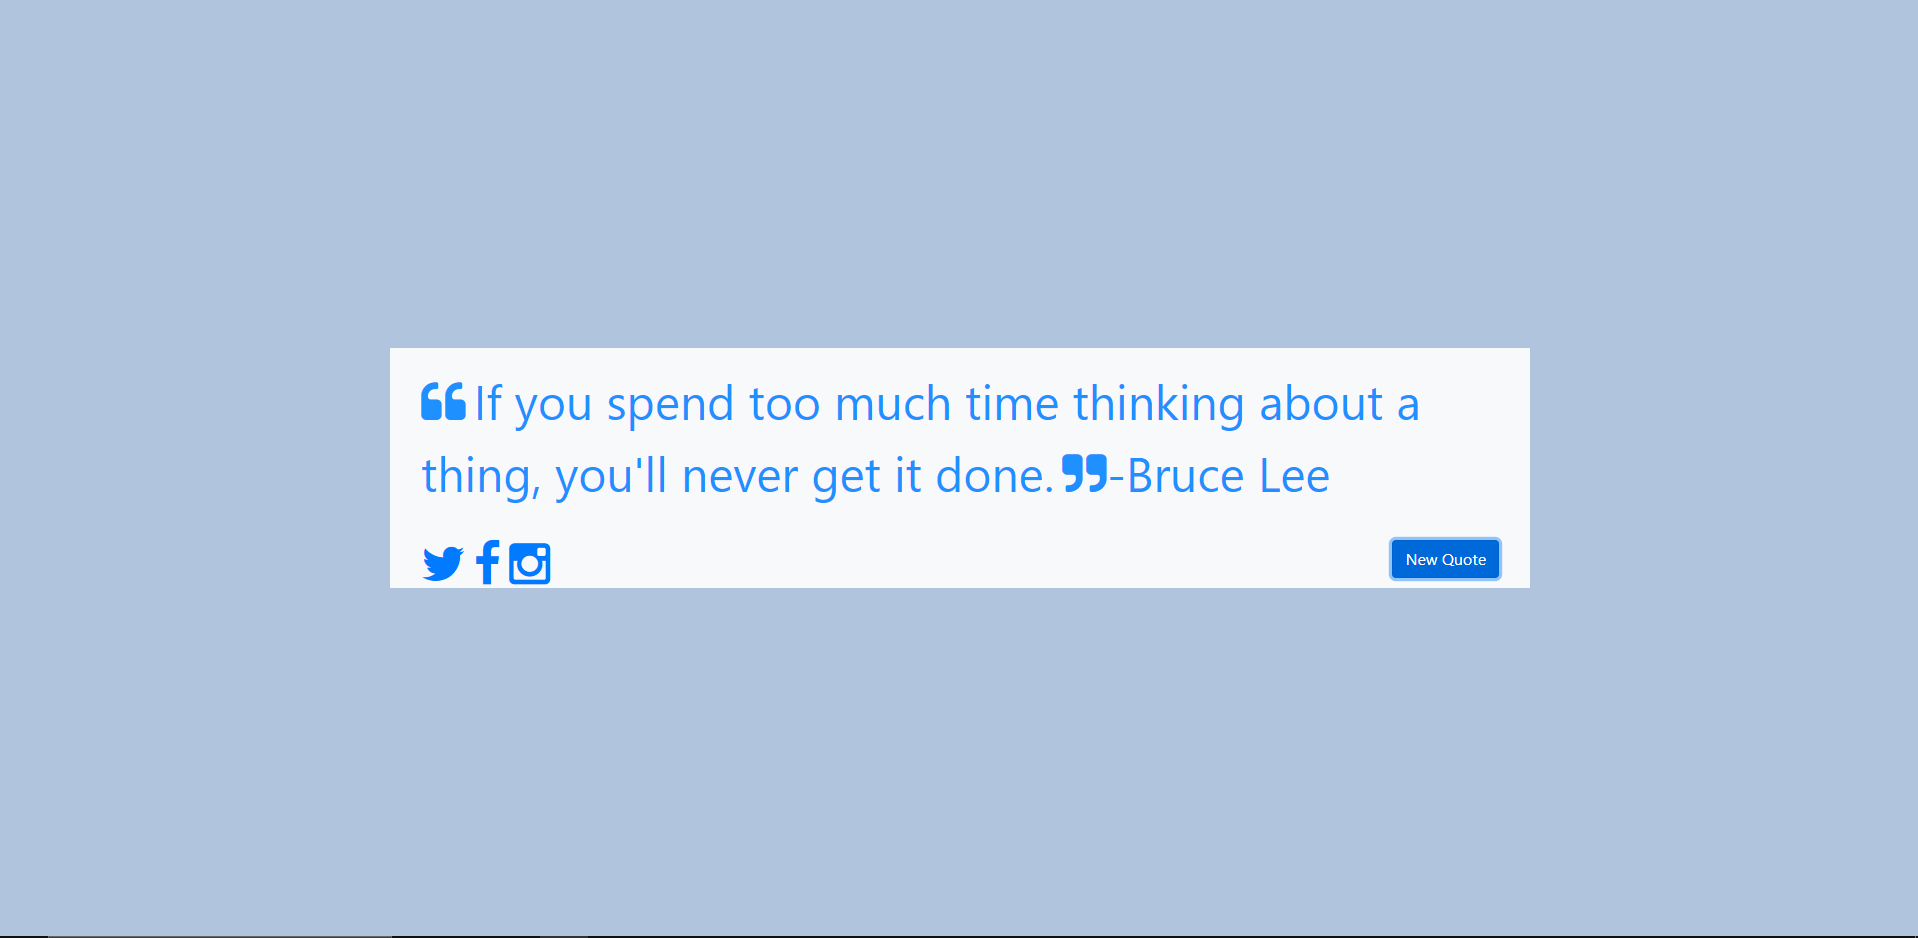 “ If you spend too much time thinking about a
thing, you'll never get it done. ”-Bruce Lee
New Quote